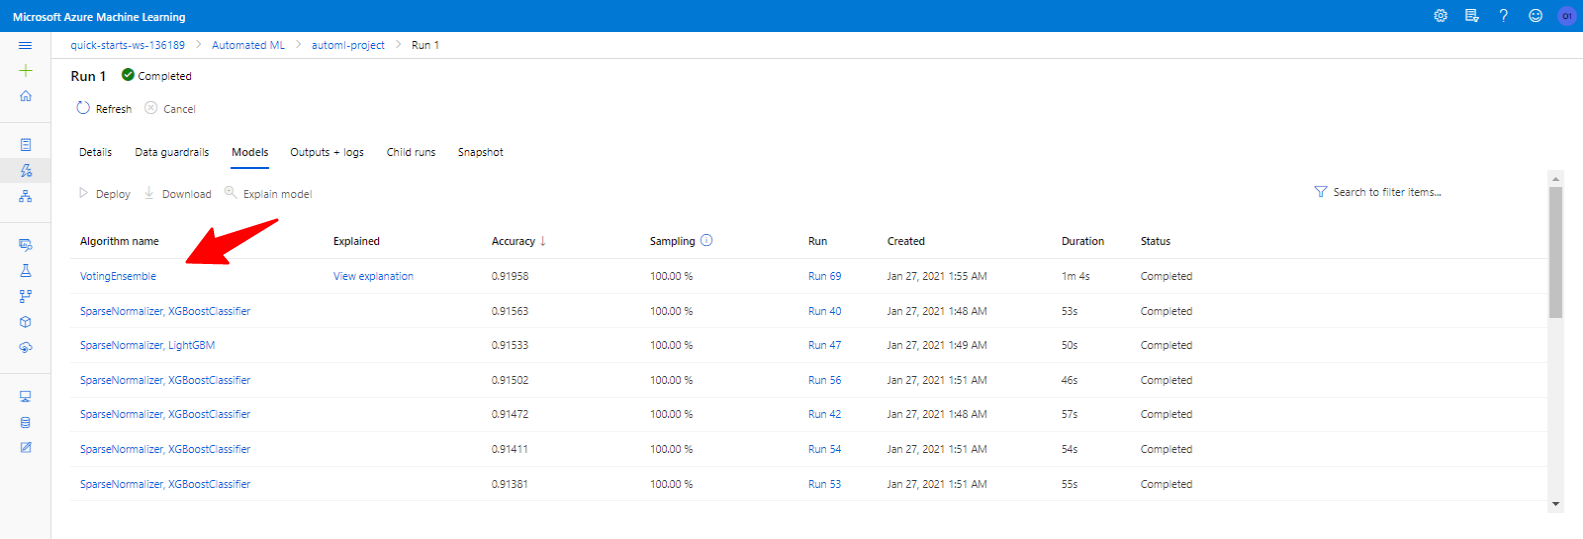 Microsoft Azure Machine Learning
quick-starts-ws-136189 > Automated ML > automl-project > Run 1
Run 1 Completed
Refresh Cancel
Details Data guardrails Models Outputs + logs Child runs Snapshot
Deploy Download Explain model Search to filter items...
Algorithm name Explained Accuracy ↓ Sampling Run Created Duration Status
VotingEnsemble View explanation 0.91958 100.00 % Run 69 Jan 27, 2021 1:55 AM 1m 4s Completed
SparseNormalizer, XGBoostClassifier 0.91563 100.00 % Run 40 Jan 27, 2021 1:48 AM 53s Completed
SparseNormalizer, LightGBM 0.91533 100.00 % Run 47 Jan 27, 2021 1:49 AM 50s Completed
SparseNormalizer, XGBoostClassifier 0.91502 100.00 % Run 56 Jan 27, 2021 1:51 AM 46s Completed
SparseNormalizer, XGBoostClassifier 0.91472 100.00 % Run 42 Jan 27, 2021 1:48 AM 57s Completed
SparseNormalizer, XGBoostClassifier 0.91411 100.00 % Run 54 Jan 27, 2021 1:51 AM 54s Completed
SparseNormalizer, XGBoostClassifier 0.91381 100.00 % Run 53 Jan 27, 2021 1:51 AM 55s Completed